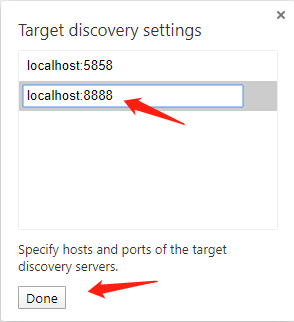 Target discovery settings
localhost:5858
localhost:8888
Specify hosts and ports of the target
discovery servers.
Done